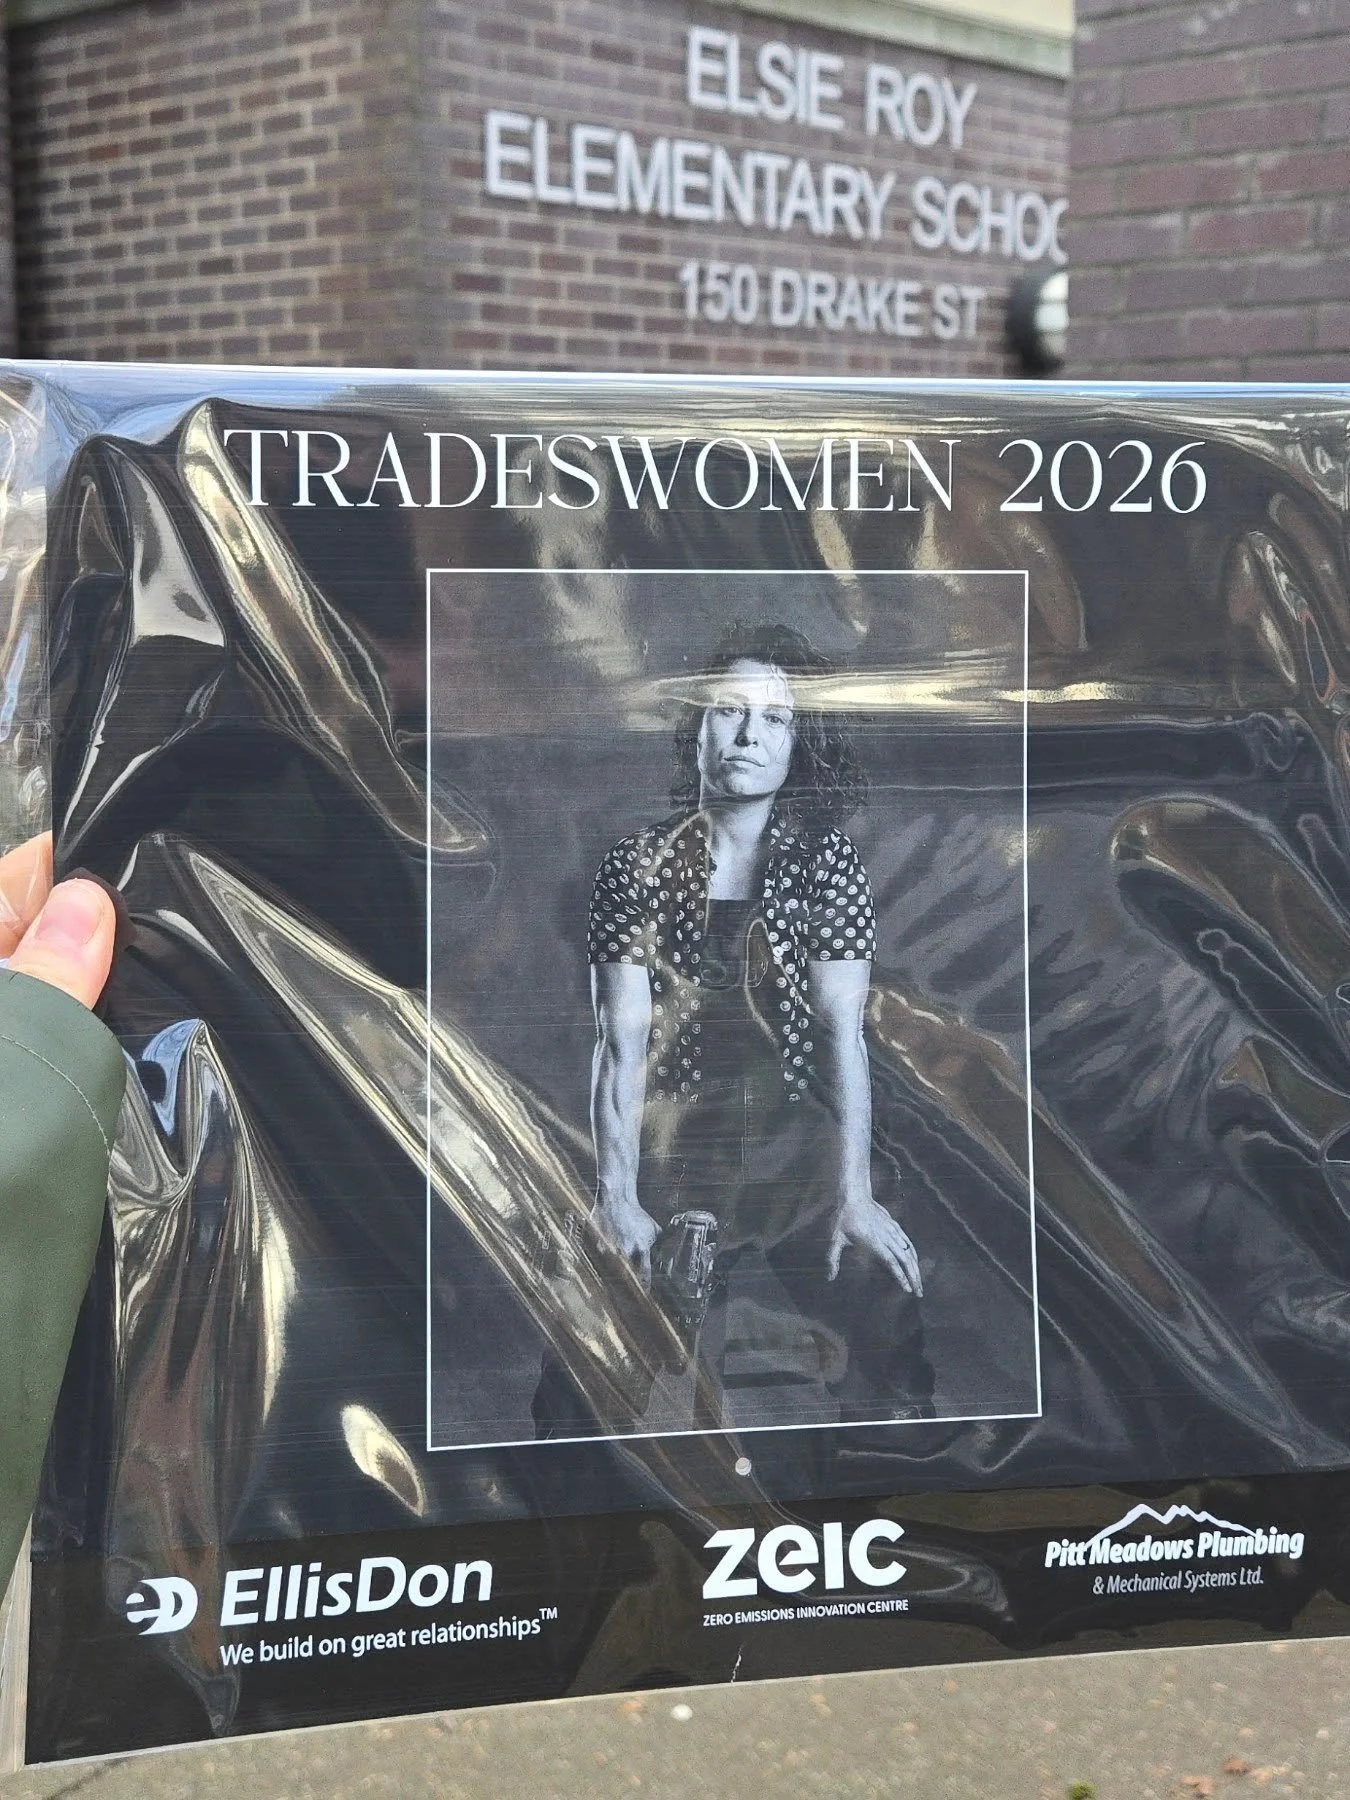 ELSIE ROY
ELEMENTARY SCHOO
150 DRAKE ST
TRADESWOMEN 2026
EllisDon
We build on great relationships™
zeic
ZERO EMISSIONS INNOVATION CENTRE
Pitt Meadows Plumbing
& Mechanical Systems Ltd.